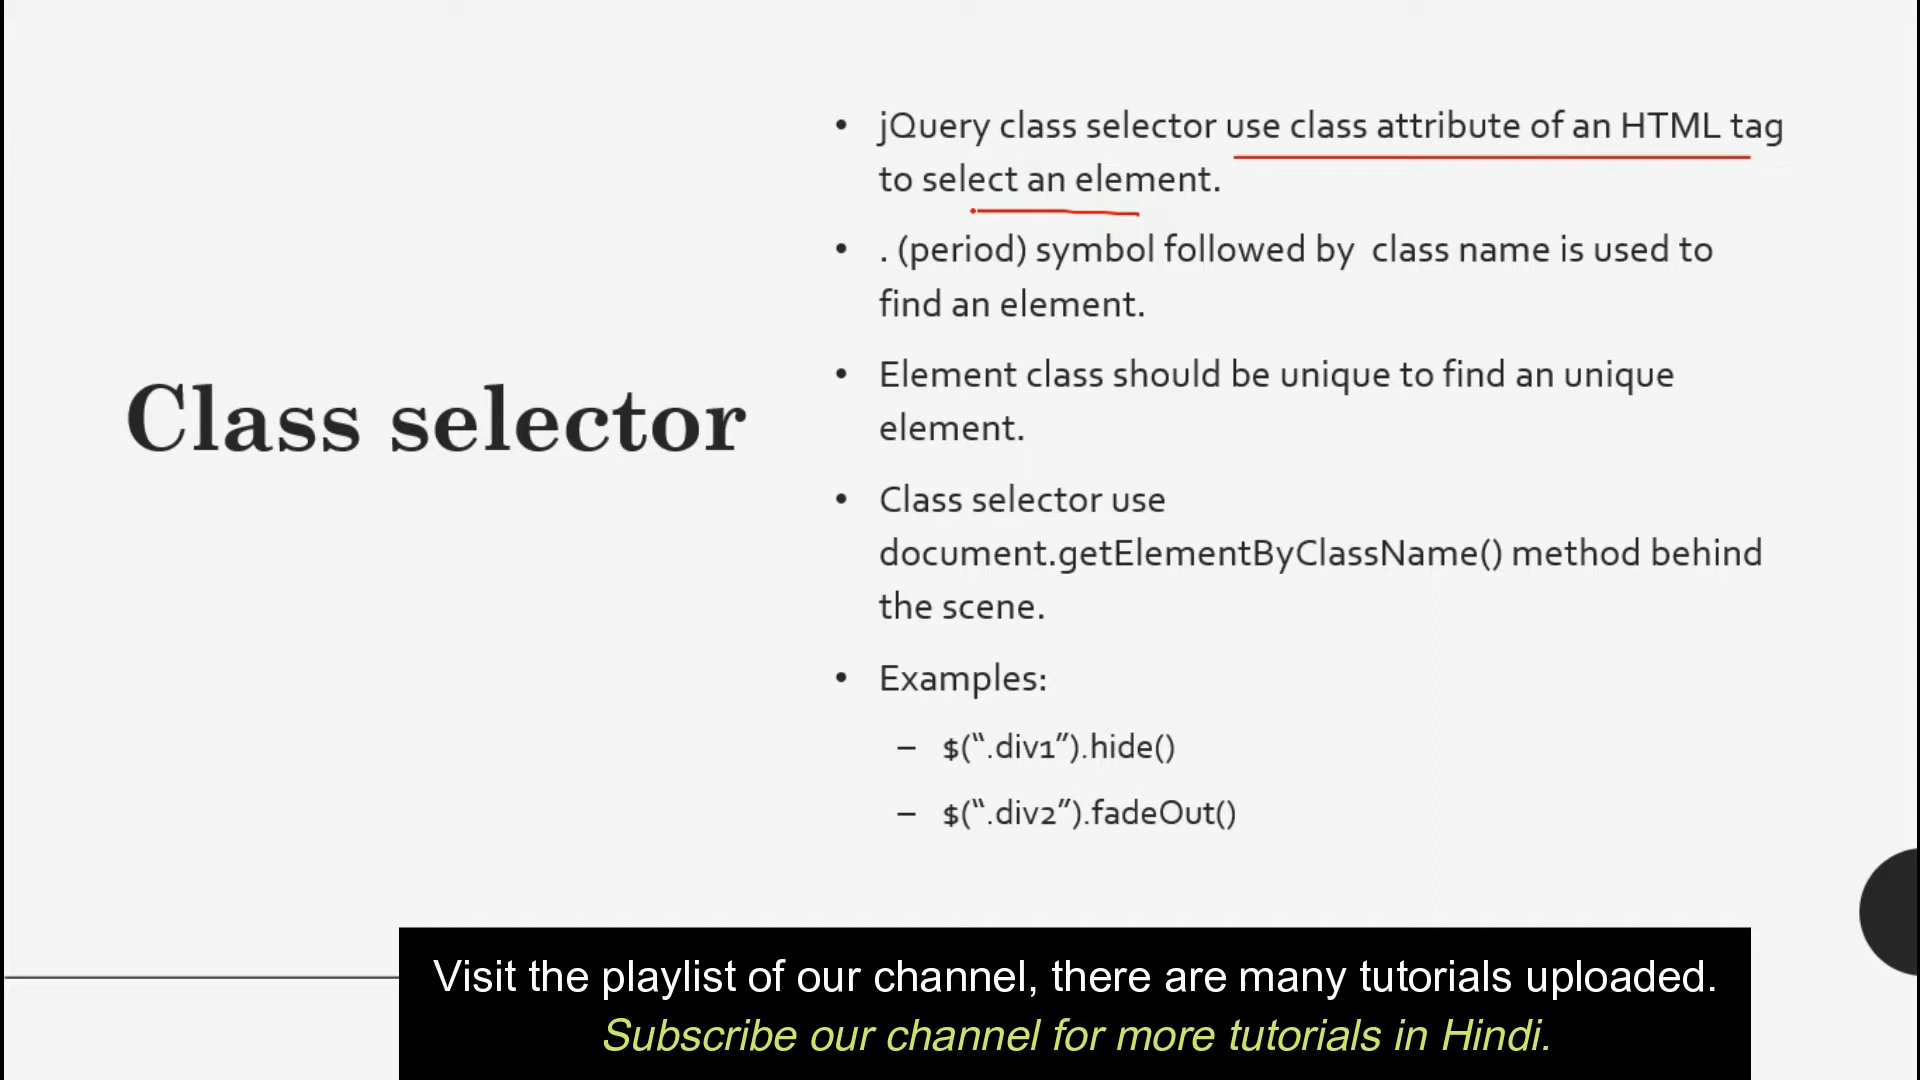 Class selector
• jQuery class selector use class attribute of an HTML tag
to select an element.
• . (period) symbol followed by  class name is used to
find an element.
• Element class should be unique to find an unique
element.
• Class selector use
document.getElementByClassName() method behind
the scene.
• Examples:
– $(“.div1”).hide()
– $(“.div2”).fadeOut()
Visit the playlist of our channel, there are many tutorials uploaded.
Subscribe our channel for more tutorials in Hindi.